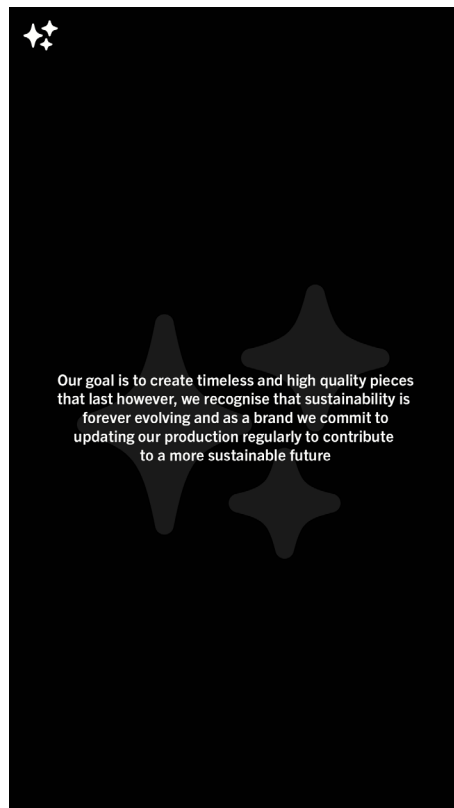 Our goal is to create timeless and high quality pieces
that last however, we recognise that sustainability is
forever evolving and as a brand we commit to
updating our production regularly to contribute
to a more sustainable future